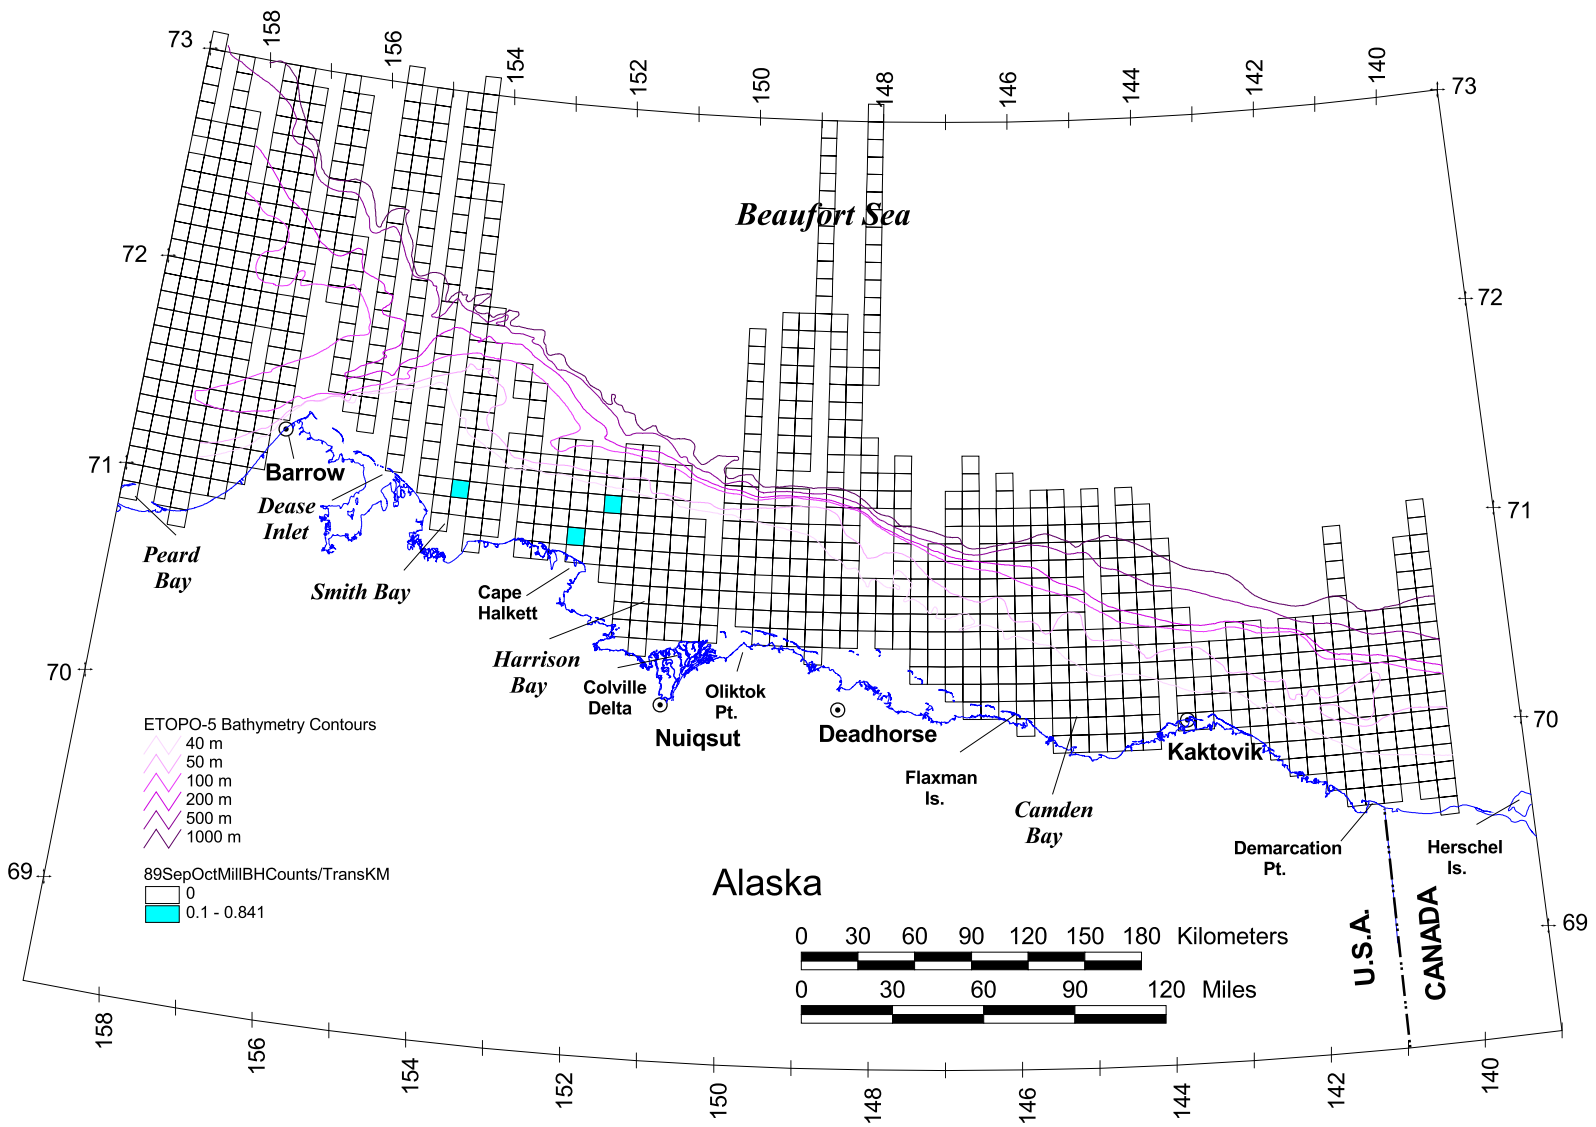 158
156
154
152
150
148
146
144
142
140
73
73
Beaufort Sea
72
72
71
71
Barrow
Dease
Inlet
Peard
Bay
Smith Bay
Cape
Halkett
Harrison
Bay
Colville
Delta
Oliktok
Pt.
Nuiqsut
Deadhorse
Kaktovik
Flaxman
Is.
Camden
Bay
Demarcation
Pt.
Herschel
Is.
70
70
ETOPO-5 Bathymetry Contours
40 m
50 m
100 m
200 m
500 m
1000 m
89SepOctMillBHCounts/TransKM
0
0.1 - 0.841
69
69
Alaska
U.S.A.
CANADA
0 30 60 90 120 150 180 Kilometers
0 30 60 90 120 Miles
158
156
154
152
150
148
146
144
142
140